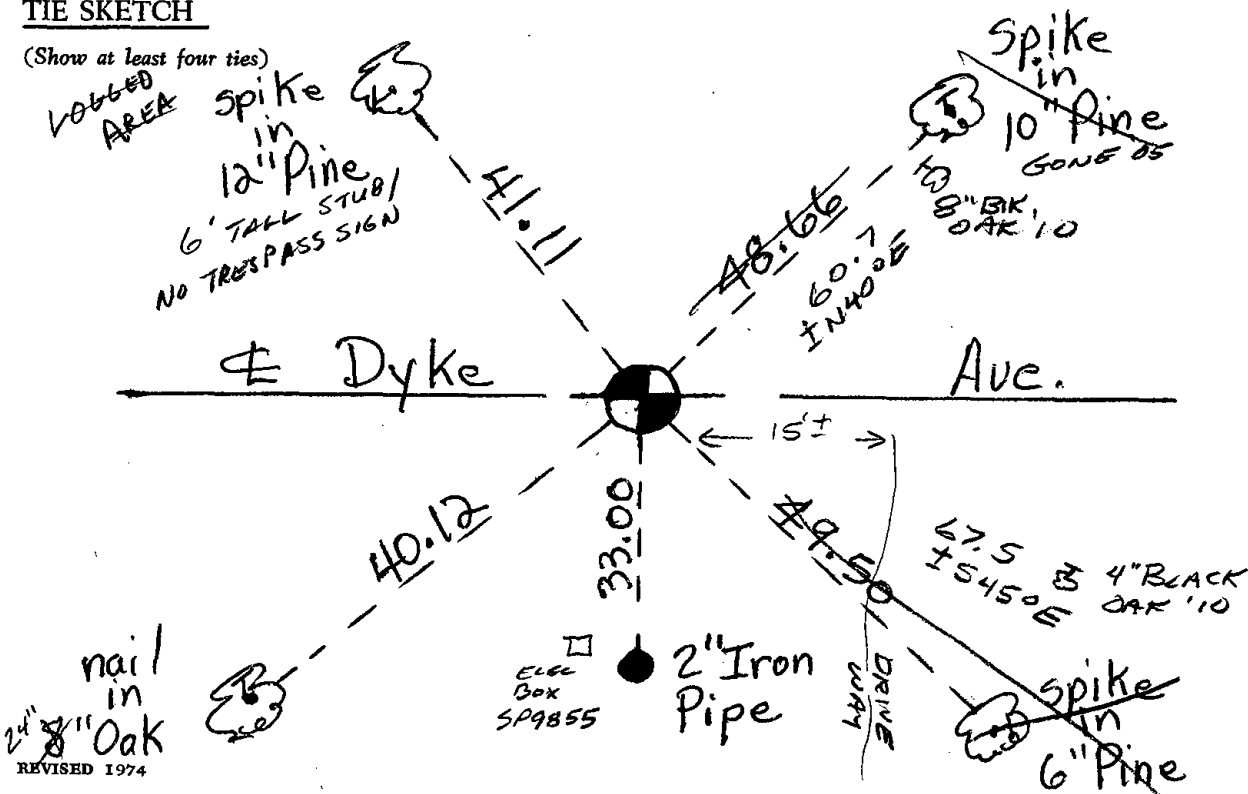 TIE SKETCH
(Show at least four ties)
LOGGED
AREA
spike
in
12" Pine
6' TALL STUB/
NO TRESPASS SIGN
41.11
Spike
in
10" Pine
GONE 05
8" BLK.
OAK '10
48.66
60.7
± N40°E
℄ Dyke Ave.
15'±
40.12
33.00
49.50
67.5
± S45°E
4" BLACK
OAK '10
nail
in
24" 8" Oak
REVISED 1974
ELEC
BOX
SP9855
2" Iron
Pipe
DRIVE
WAY
spike
in
6" Pine